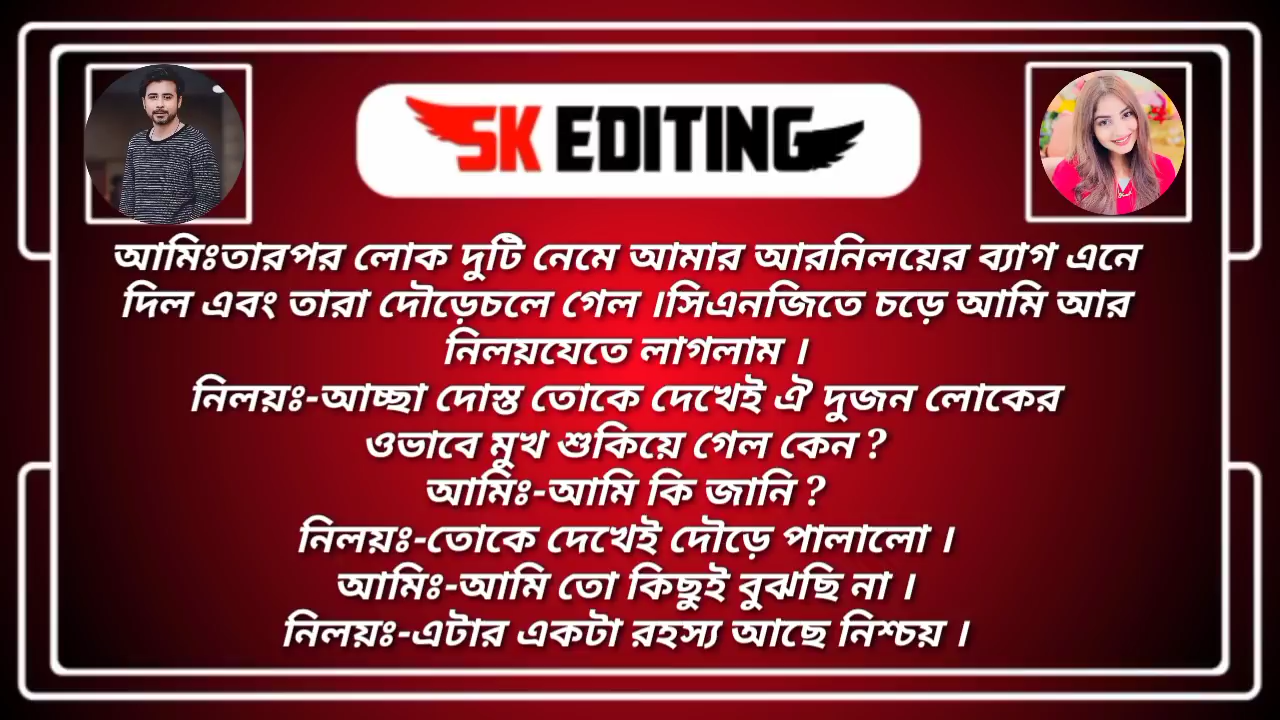 SK EDITING
আমিঃতারপর লোক দুটি নেমে আমার আরনিলয়ের ব্যাগ এনে
দিল এবং তারা দৌড়েচলে গেল ।সিএনজিতে চড়ে আমি আর
নিলয়যেতে লাগলাম ।
নিলয়ঃ-আচ্ছা দোস্ত তোকে দেখেই ঐ দুজন লোকের
ওভাবে মুখ শুকিয়ে গেল কেন ?
আমিঃ-আমি কি জানি ?
নিলয়ঃ-তোকে দেখেই দৌড়ে পালালো ।
আমিঃ-আমি তো কিছুই বুঝছি না ।
নিলয়ঃ-এটার একটা রহস্য আছে নিশ্চয় ।